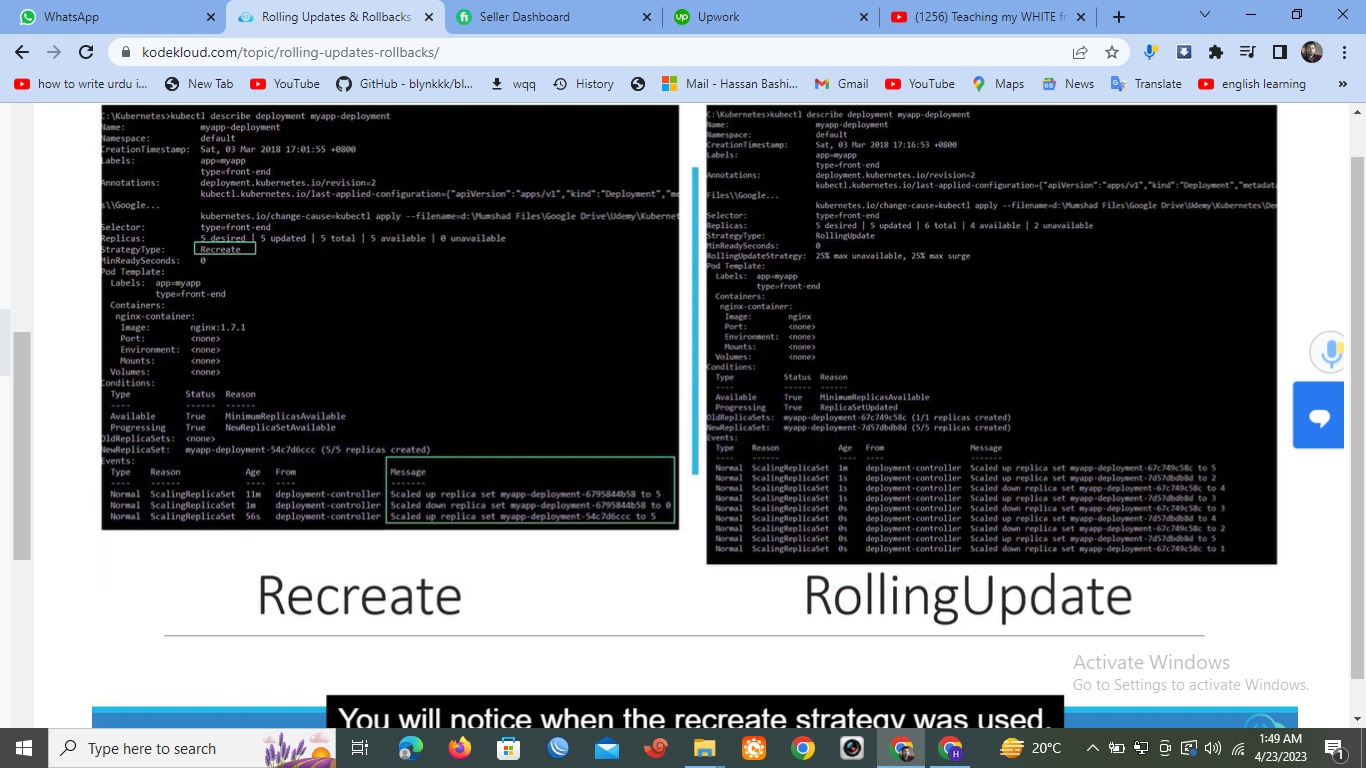 WhatsApp
Rolling Updates & Rollbacks
Seller Dashboard
Upwork
(1256) Teaching my WHITE fr
kodekloud.com/topic/rolling-updates-rollbacks/
how to write urdu i...
New Tab
YouTube
GitHub - blynkk/bl...
wqq
History
Mail - Hassan Bashi...
Gmail
YouTube
Maps
News
Translate
english learning
»
C:\Kubernetes>kubectl describe deployment myapp-deployment
Name: myapp-deployment
Namespace: default
CreationTimestamp: Sat, 03 Mar 2018 17:01:55 +0800
Labels: app=myapp
type=front-end
Annotations: deployment.kubernetes.io/revision=2
kubectl.kubernetes.io/last-applied-configuration={"apiVersion":"apps/v1","kind":"Deployment","me
s\\Google...
kubernetes.io/change-cause=kubectl apply --filename=d:\Mumshad Files\Google Drive\Udemy\Kubernet
Selector: type=front-end
Replicas: 5 desired | 5 updated | 5 total | 5 available | 0 unavailable
StrategyType: Recreate
MinReadySeconds: 0
Pod Template:
Labels: app=myapp
type=front-end
Containers:
nginx-container:
Image: nginx:1.7.1
Port: <none>
Environment: <none>
Mounts: <none>
Volumes: <none>
Conditions:
Type Status Reason
---- ------ ------
Available True MinimumReplicasAvailable
Progressing True NewReplicaSetAvailable
OldReplicaSets: <none>
NewReplicaSet: myapp-deployment-54c7d6ccc (5/5 replicas created)
Events:
Type Reason Age From Message
---- ------ ---- ---- -------
Normal ScalingReplicaSet 11m deployment-controller Scaled up replica set myapp-deployment-6795844b58 to 5
Normal ScalingReplicaSet 1m deployment-controller Scaled down replica set myapp-deployment-6795844b58 to 0
Normal ScalingReplicaSet 56s deployment-controller Scaled up replica set myapp-deployment-54c7d6ccc to 5
C:\Kubernetes>kubectl describe deployment myapp-deployment
Name: myapp-deployment
Namespace: default
CreationTimestamp: Sat, 03 Mar 2018 17:16:53 +0800
Labels: app=myapp
type=front-end
Annotations: deployment.kubernetes.io/revision=2
kubectl.kubernetes.io/last-applied-configuration={"apiVersion":"apps/v1","kind":"Deployment","metadata
Files\\Google...
kubernetes.io/change-cause=kubectl apply --filename=d:\Mumshad Files\Google Drive\Udemy\Kubernetes\De
Selector: type=front-end
Replicas: 5 desired | 5 updated | 6 total | 4 available | 2 unavailable
StrategyType: RollingUpdate
MinReadySeconds: 0
RollingUpdateStrategy: 25% max unavailable, 25% max surge
Pod Template:
Labels: app=myapp
type=front-end
Containers:
nginx-container:
Image: nginx
Port: <none>
Environment: <none>
Mounts: <none>
Volumes: <none>
Conditions:
Type Status Reason
---- ------ ------
Available True MinimumReplicasAvailable
Progressing True ReplicaSetUpdated
OldReplicaSets: myapp-deployment-67c749c58c (1/1 replicas created)
NewReplicaSet: myapp-deployment-7d57dbdb8d (5/5 replicas created)
Events:
Type Reason Age From Message
---- ------ ---- ---- -------
Normal ScalingReplicaSet 1m deployment-controller Scaled up replica set myapp-deployment-67c749c58c to 5
Normal ScalingReplicaSet 1s deployment-controller Scaled up replica set myapp-deployment-7d57dbdb8d to 2
Normal ScalingReplicaSet 1s deployment-controller Scaled down replica set myapp-deployment-67c749c58c to 4
Normal ScalingReplicaSet 1s deployment-controller Scaled up replica set myapp-deployment-7d57dbdb8d to 3
Normal ScalingReplicaSet 0s deployment-controller Scaled down replica set myapp-deployment-67c749c58c to 3
Normal ScalingReplicaSet 0s deployment-controller Scaled up replica set myapp-deployment-7d57dbdb8d to 4
Normal ScalingReplicaSet 0s deployment-controller Scaled down replica set myapp-deployment-67c749c58c to 2
Normal ScalingReplicaSet 0s deployment-controller Scaled up replica set myapp-deployment-7d57dbdb8d to 5
Normal ScalingReplicaSet 0s deployment-controller Scaled down replica set myapp-deployment-67c749c58c to 1
Recreate
RollingUpdate
Activate Windows
Go to Settings to activate Windows.
You will notice when the recreate strategy was used,
Type here to search
20°C
1:49 AM
4/23/2023
1